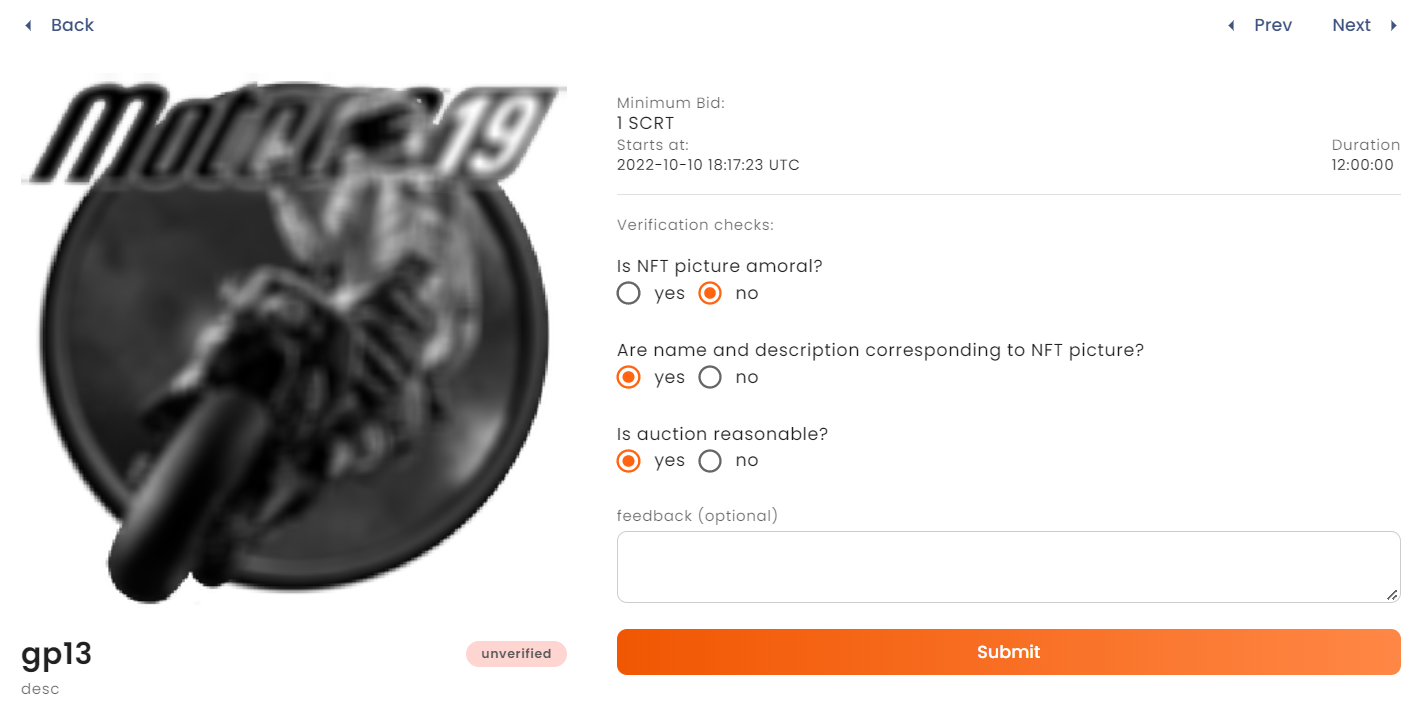 Back
Prev
Next
19
Minimum Bid:
1 SCRT
Starts at:
Duration
2022-10-10 18:17:23 UTC
12:00:00
Verification checks:
Is NFT picture amoral?
yes no
Are name and description corresponding to NFT picture?
yes no
Is auction reasonable?
yes no
feedback (optional)
Submit
gp13
unverified
desc